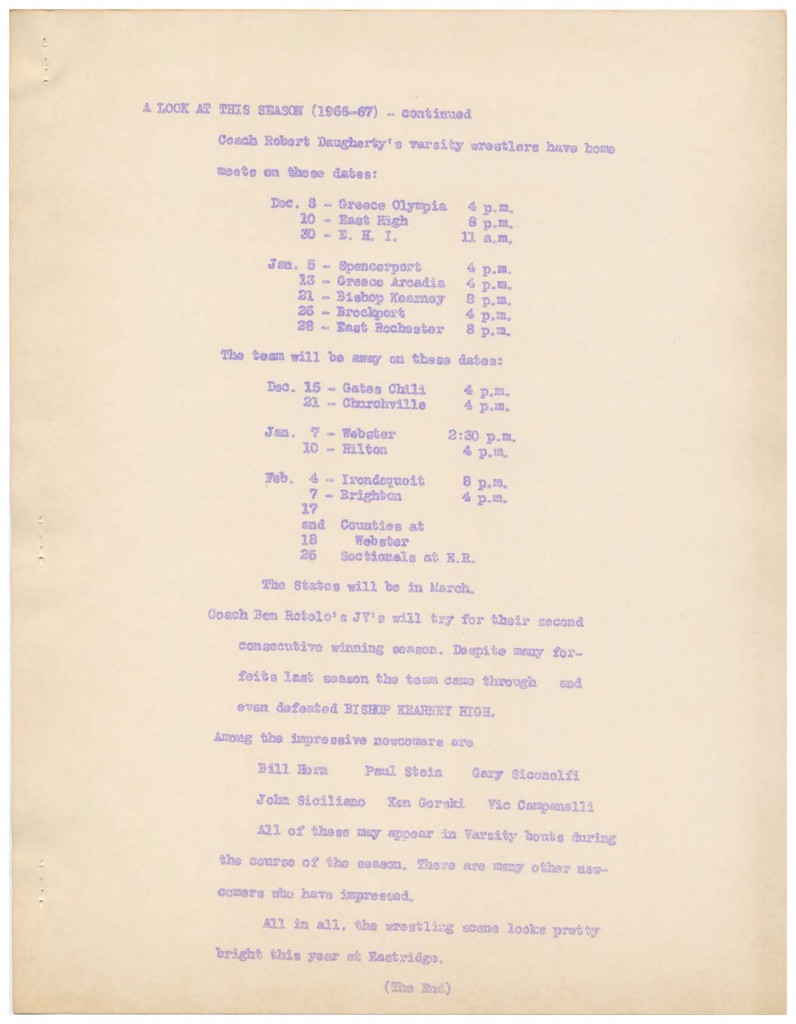 A LOOK AT THIS SEASON (1966-67) - continued
Coach Robert Daugherty's varsity wrestlers have home
meets on these dates:
Dec. 8 - Greece Olympia 4 p.m.
10 - East High 8 p.m.
30 - E. H. I. 11 a.m.
Jan. 5 - Spencerport 4 p.m.
13 - Greece Arcadia 4 p.m.
21 - Bishop Kearney 8 p.m.
26 - Brockport 4 p.m.
28 - East Rochester 8 p.m.
The team will be away on these dates:
Dec. 15 - Gates Chili 4 p.m.
21 - Churchville 4 p.m.
Jan. 7 - Webster 2:30 p.m.
10 - Hilton 4 p.m.
Feb. 4 - Irondequoit 8 p.m.
7 - Brighton 4 p.m.
17
and Counties at
18 Webster
25 Sectionals at E.R.
The States will be in March.
Coach Ben Rotolo's JV's will try for their second
consecutive winning season. Despite many for-
feits last season the team came through and
even defeated BISHOP KEARNEY HIGH.
Among the impressive newcomers are
Bill Horn Paul Stein Gary Siconolfi
John Siciliano Ken Gorski Vic Campanelli
All of these may appear in Varsity bouts during
the course of the season. There are many other new-
comers who have impressed.
All in all, the wrestling scene looks pretty
bright this year at Eastridge.
(The End)